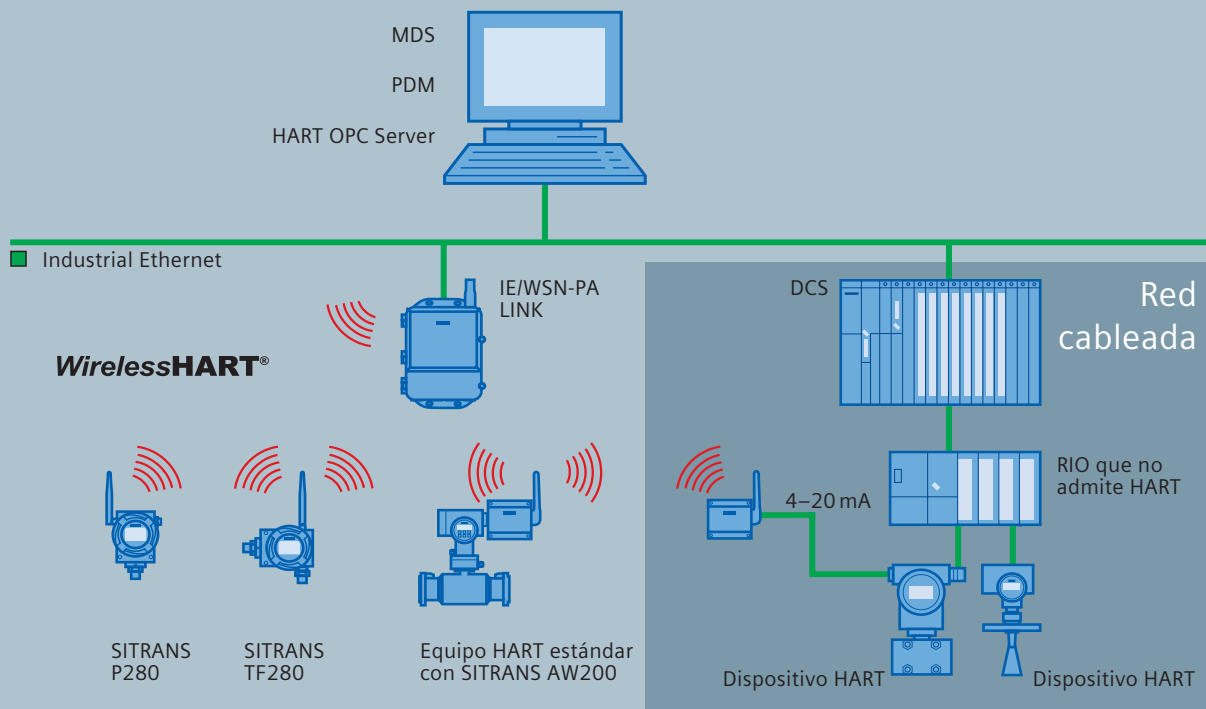 MDS
PDM
HART OPC Server
Industrial Ethernet
IE/WSN-PA
LINK
DCS
Red
cableada
WirelessHART®
RIO que no
admite HART
4–20 mA
SITRANS
P280
SITRANS
TF280
Equipo HART estándar
con SITRANS AW200
Dispositivo HART
Dispositivo HART